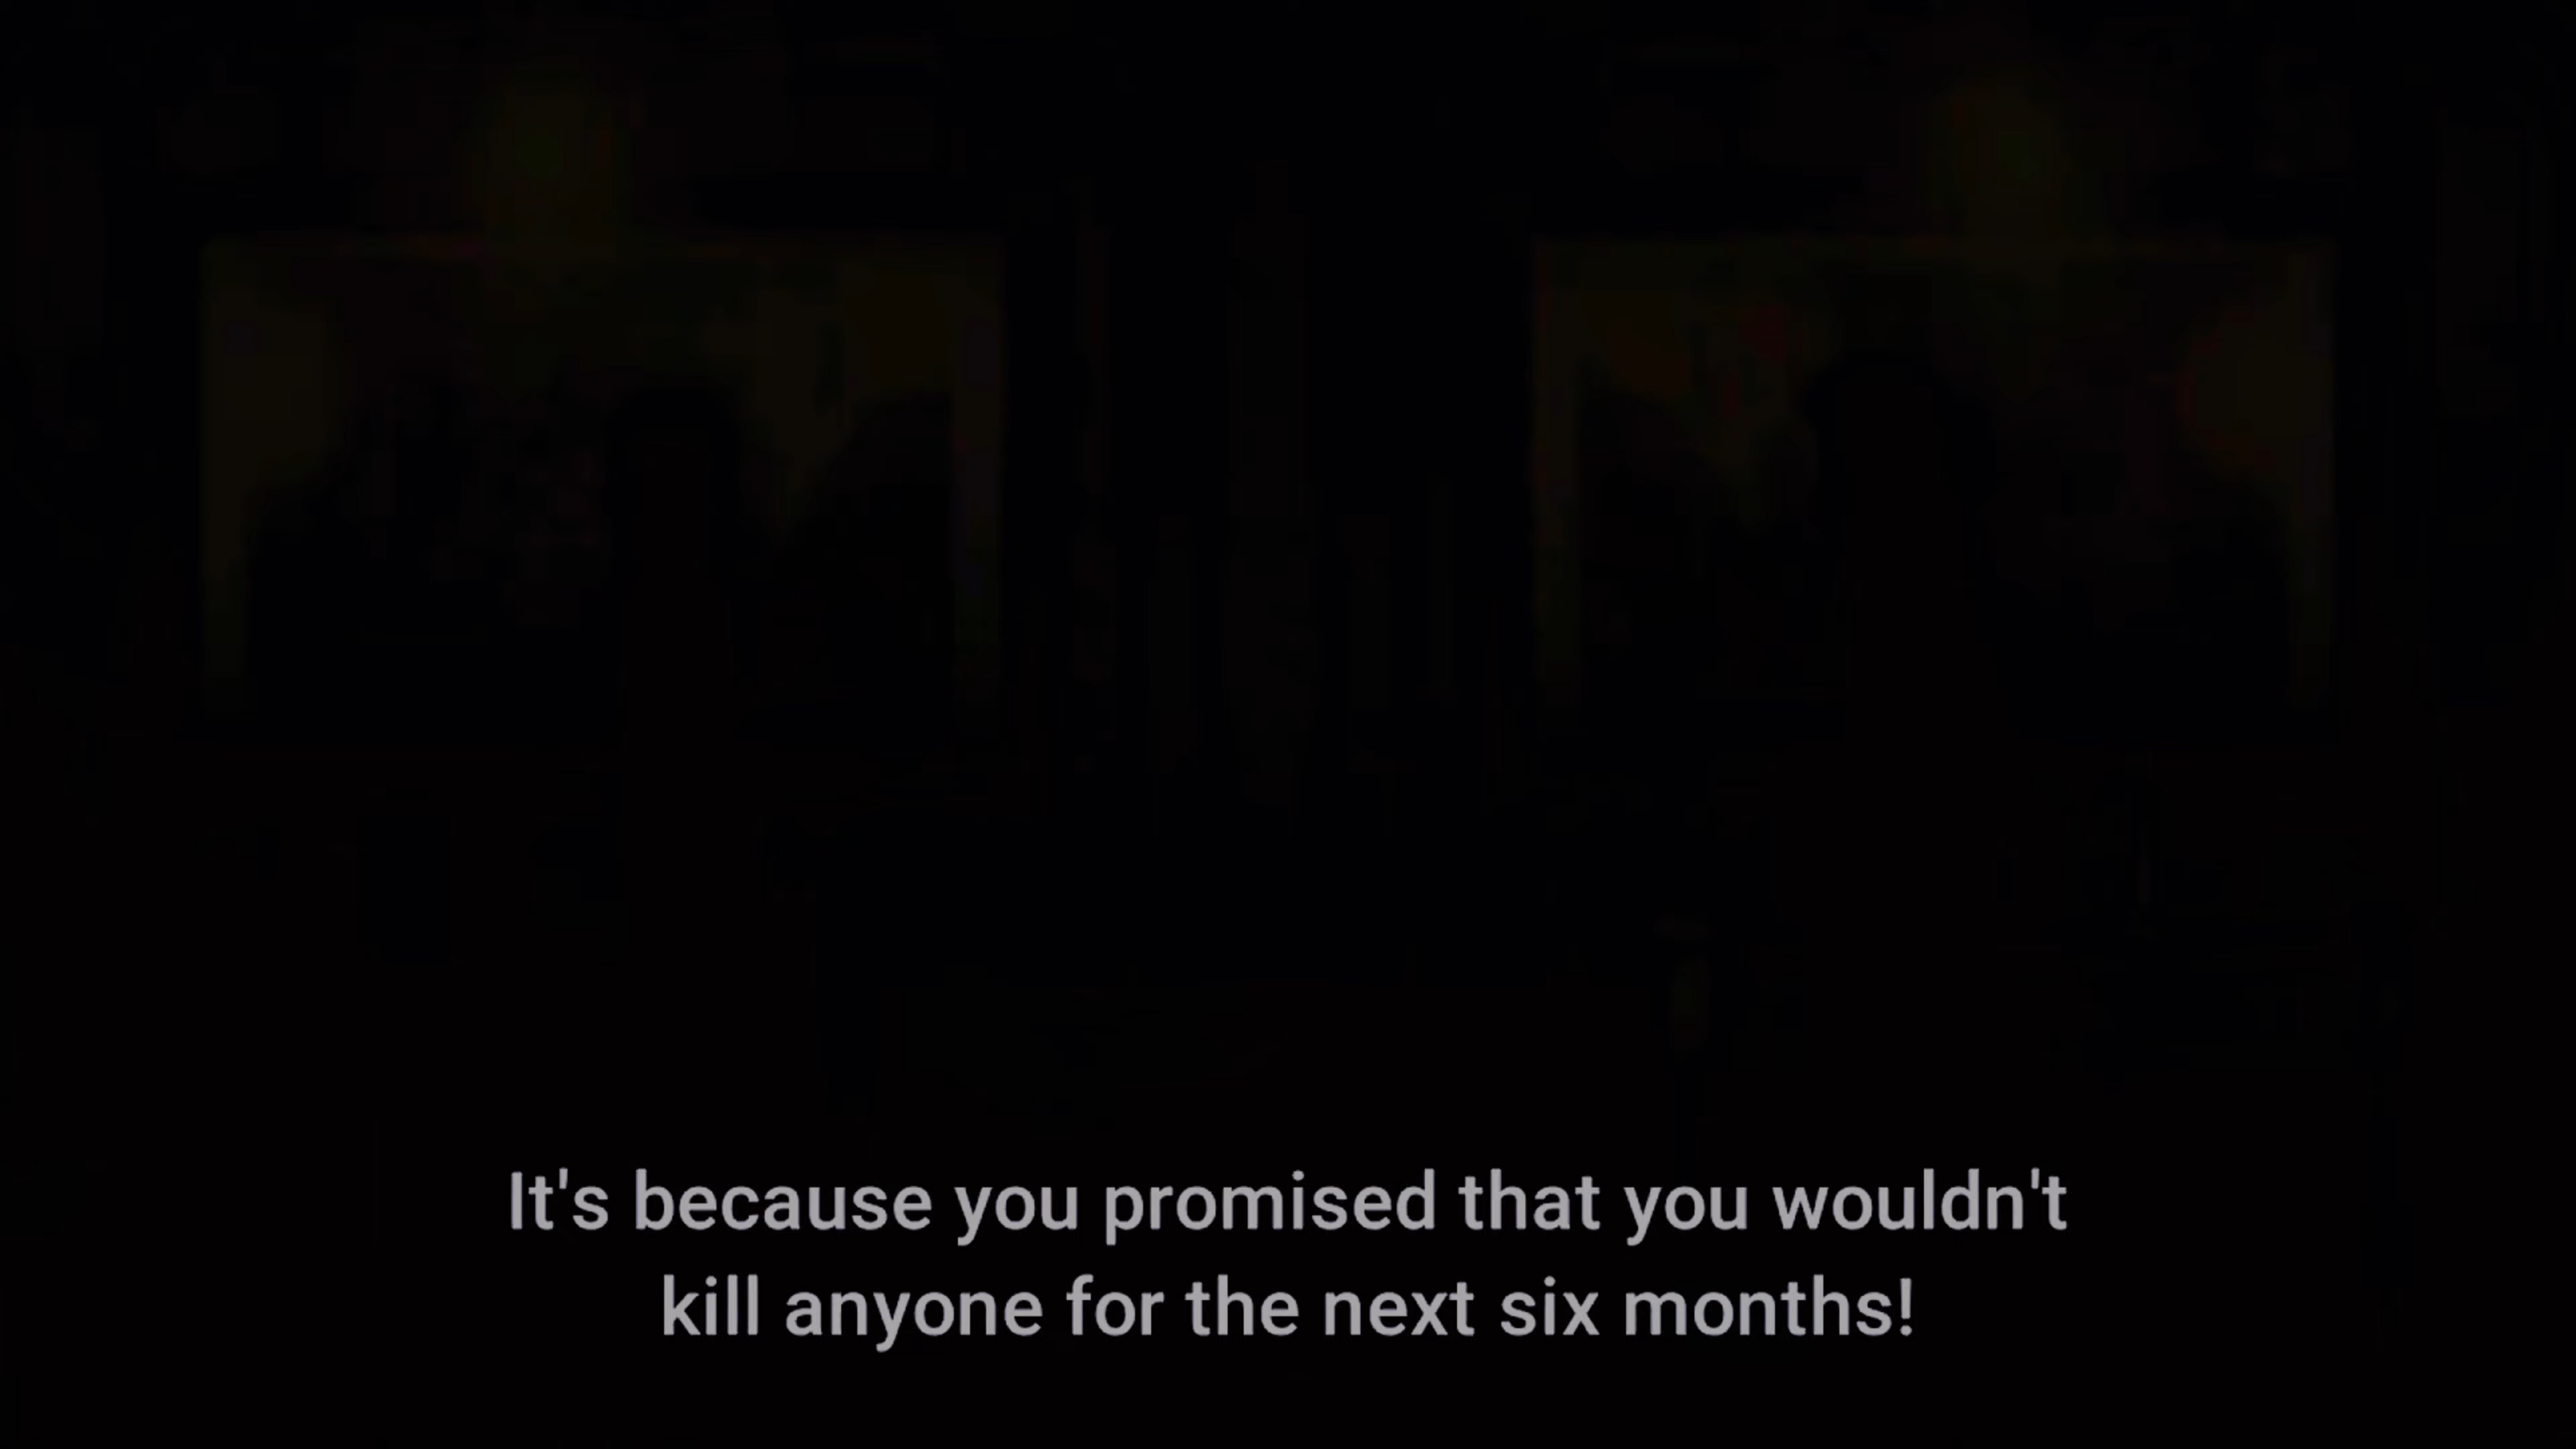 It's because you promised that you wouldn't
kill anyone for the next six months!